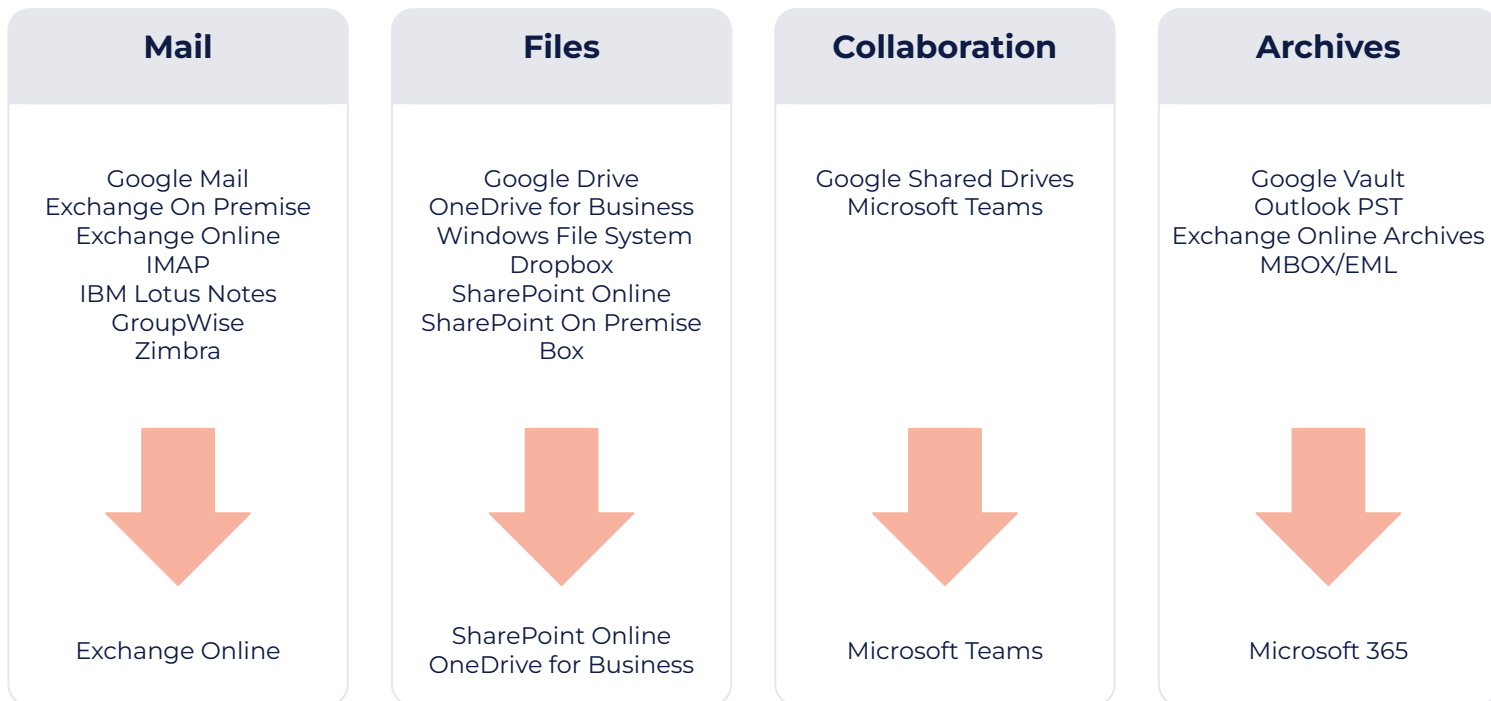 Mail
Google Mail
Exchange On Premise
Exchange Online
IMAP
IBM Lotus Notes
GroupWise
Zimbra
Exchange Online
Files
Google Drive
OneDrive for Business
Windows File System
Dropbox
SharePoint Online
SharePoint On Premise
Box
SharePoint Online
OneDrive for Business
Collaboration
Google Shared Drives
Microsoft Teams
Microsoft Teams
Archives
Google Vault
Outlook PST
Exchange Online Archives
MBOX/EML
Microsoft 365